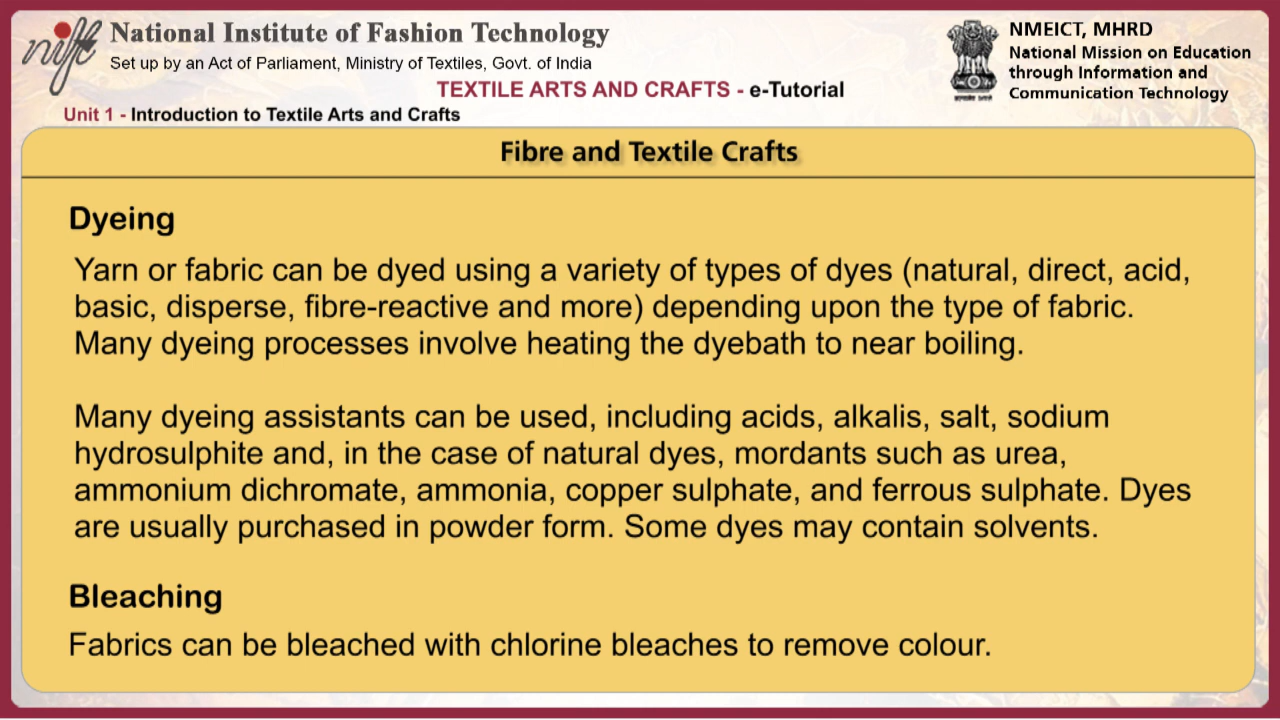 nift
National Institute of Fashion Technology
Set up by an Act of Parliament, Ministry of Textiles, Govt. of India
NMEICT, MHRD
National Mission on Education
through Information and
Communication Technology
TEXTILE ARTS AND CRAFTS - e-Tutorial
Unit 1 - Introduction to Textile Arts and Crafts
Fibre and Textile Crafts
Dyeing
Yarn or fabric can be dyed using a variety of types of dyes (natural, direct, acid,
basic, disperse, fibre-reactive and more) depending upon the type of fabric.
Many dyeing processes involve heating the dyebath to near boiling.
Many dyeing assistants can be used, including acids, alkalis, salt, sodium
hydrosulphite and, in the case of natural dyes, mordants such as urea,
ammonium dichromate, ammonia, copper sulphate, and ferrous sulphate. Dyes
are usually purchased in powder form. Some dyes may contain solvents.
Bleaching
Fabrics can be bleached with chlorine bleaches to remove colour.